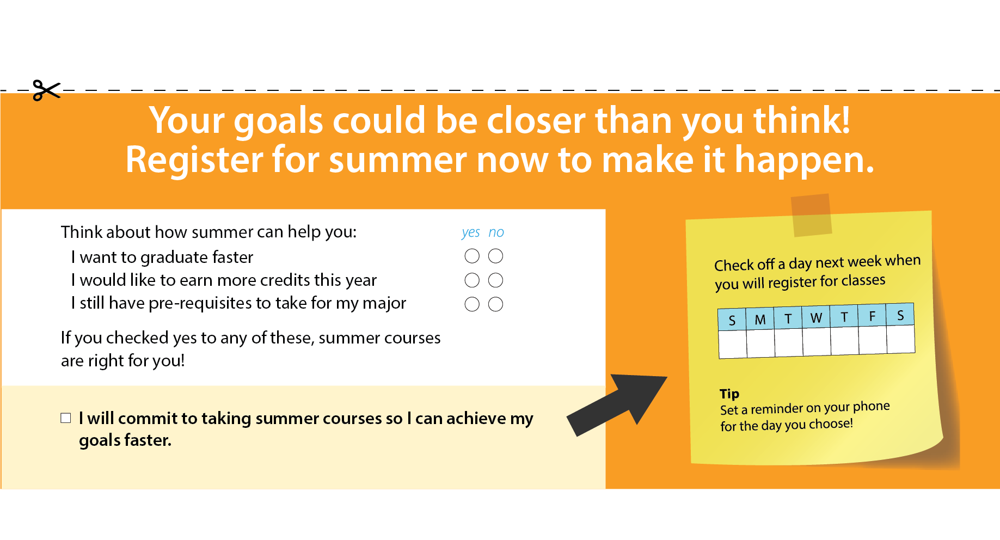 Your goals could be closer than you think!
Register for summer now to make it happen.
Think about how summer can help you:
yes no
I want to graduate faster
I would like to earn more credits this year
I still have pre-requisites to take for my major
If you checked yes to any of these, summer courses
are right for you!
I will commit to taking summer courses so I can achieve my
goals faster.
Check off a day next week when
you will register for classes
S M T W T F S
Tip
Set a reminder on your phone
for the day you choose!